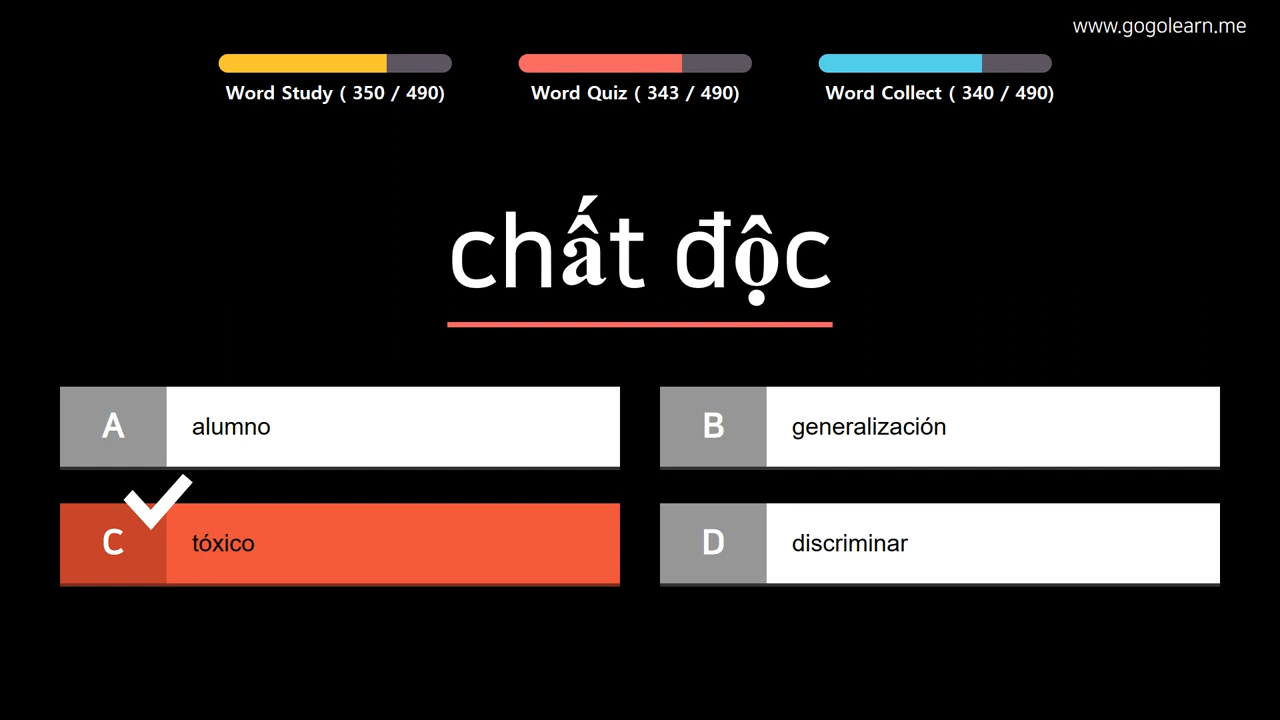 www.gogolearn.me
Word Study ( 350 / 490)
Word Quiz ( 343 / 490)
Word Collect ( 340 / 490)
chất độc
A alumno
B generalización
C tóxico
D discriminar